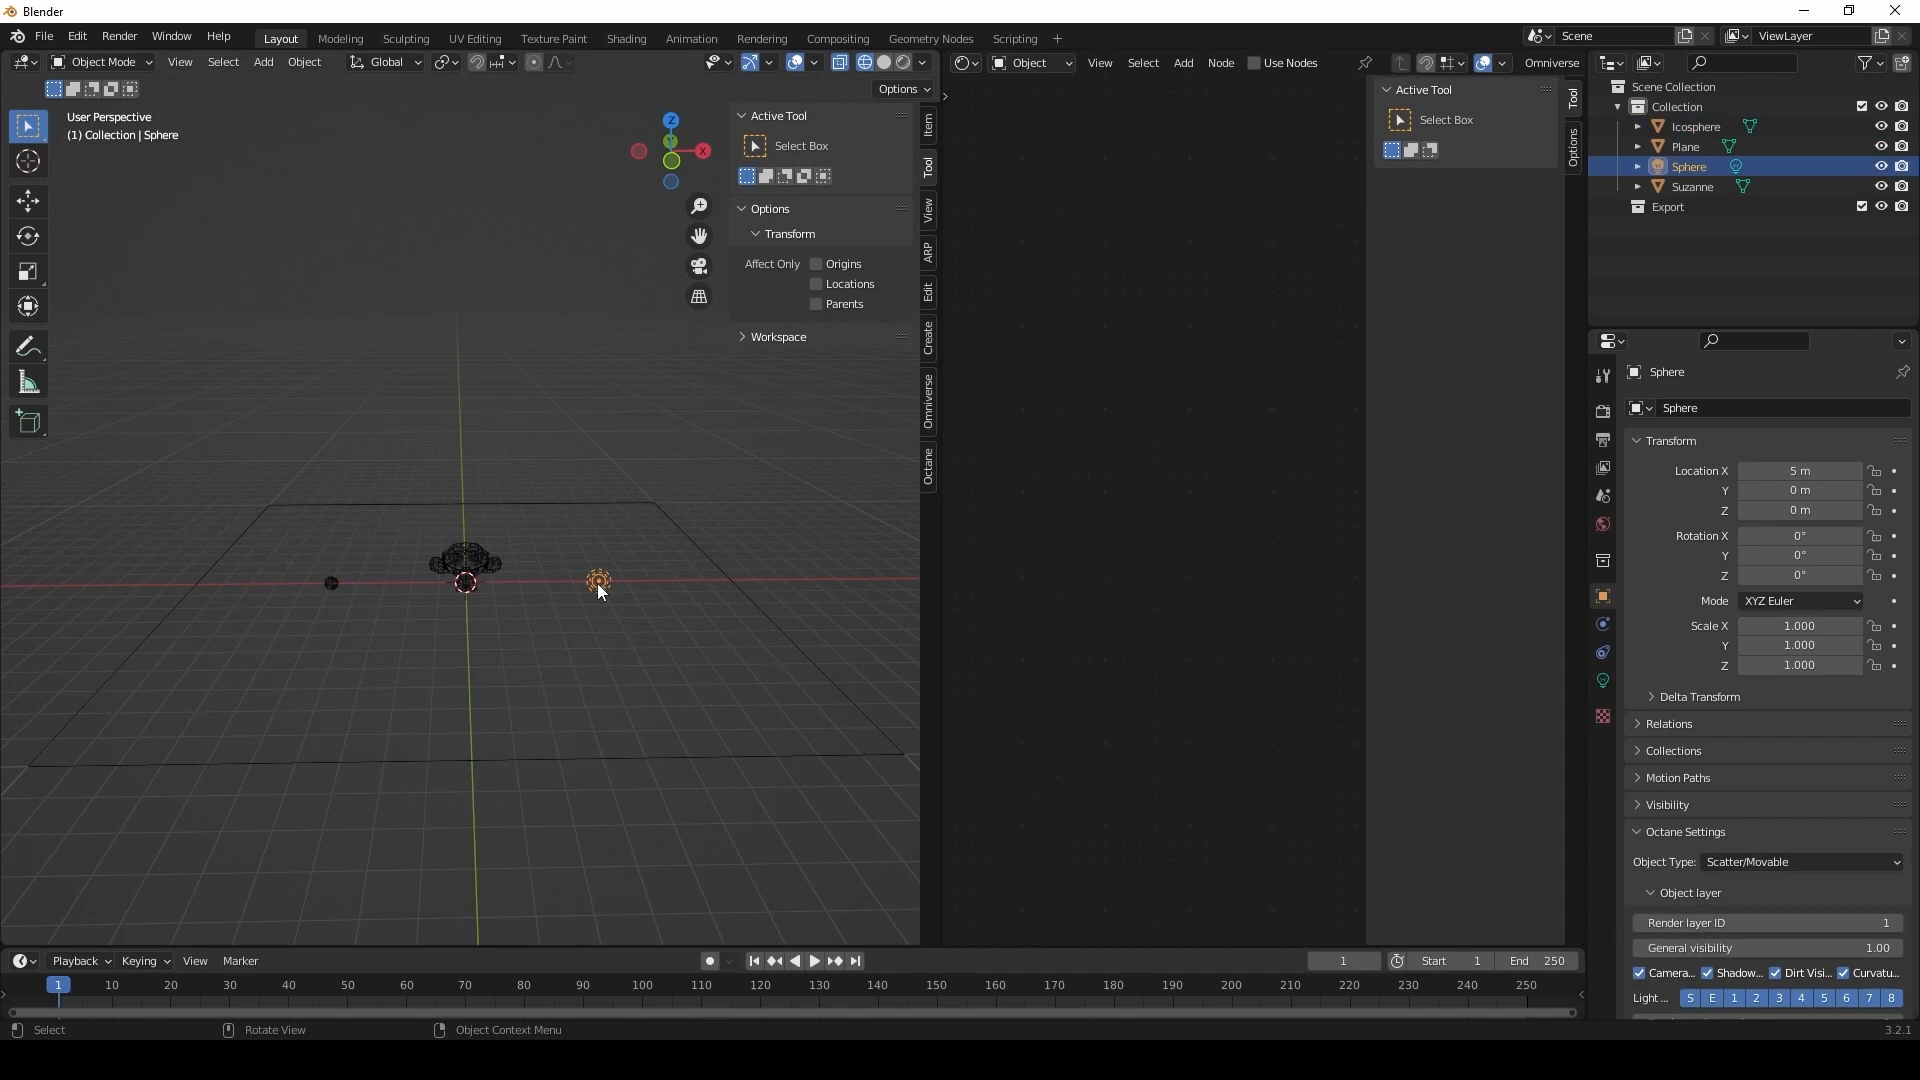 Blender
File Edit Render Window Help Layout Modeling Sculpting UV Editing Texture Paint Shading Animation Rendering Compositing Geometry Nodes Scripting + Scene ViewLayer
Object Mode View Select Add Object Global Object View Select Add Node Use Nodes Omniverse
Options
User Perspective
(1) Collection | Sphere
Z
X
Active Tool
Select Box
Options
Transform
Affect Only Origins
Locations
Parents
Workspace
Item
Tool
View
ARP
Edit
Create
Omniverse
Octane
Active Tool
Select Box
Tool
Options
Scene Collection
Collection
Icosphere
Plane
Sphere
Suzanne
Export
Sphere
Sphere
Transform
Location X 5 m
Y 0 m
Z 0 m
Rotation X 0°
Y 0°
Z 0°
Mode XYZ Euler
Scale X 1.000
Y 1.000
Z 1.000
Delta Transform
Relations
Collections
Motion Paths
Visibility
Octane Settings
Object Type: Scatter/Movable
Object layer
Render layer ID 1
General visibility 1.00
Camera... Shadow... Dirt Visi... Curvatu...
Light ... S E 1 2 3 4 5 6 7 8
Playback Keying View Marker 1 Start 1 End 250
1 10 20 30 40 50 60 70 80 90 100 110 120 130 140 150 160 170 180 190 200 210 220 230 240 250
Select Rotate View Object Context Menu 3.2.1